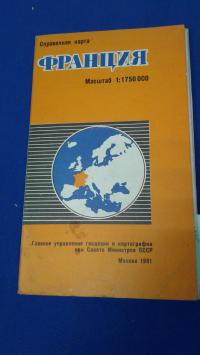 Справочная карта
ФРАНЦИЯ
Масштаб 1:1 750 000
Главное управление геодезии и картографии
при Совете Министров СССР
Москва 1981